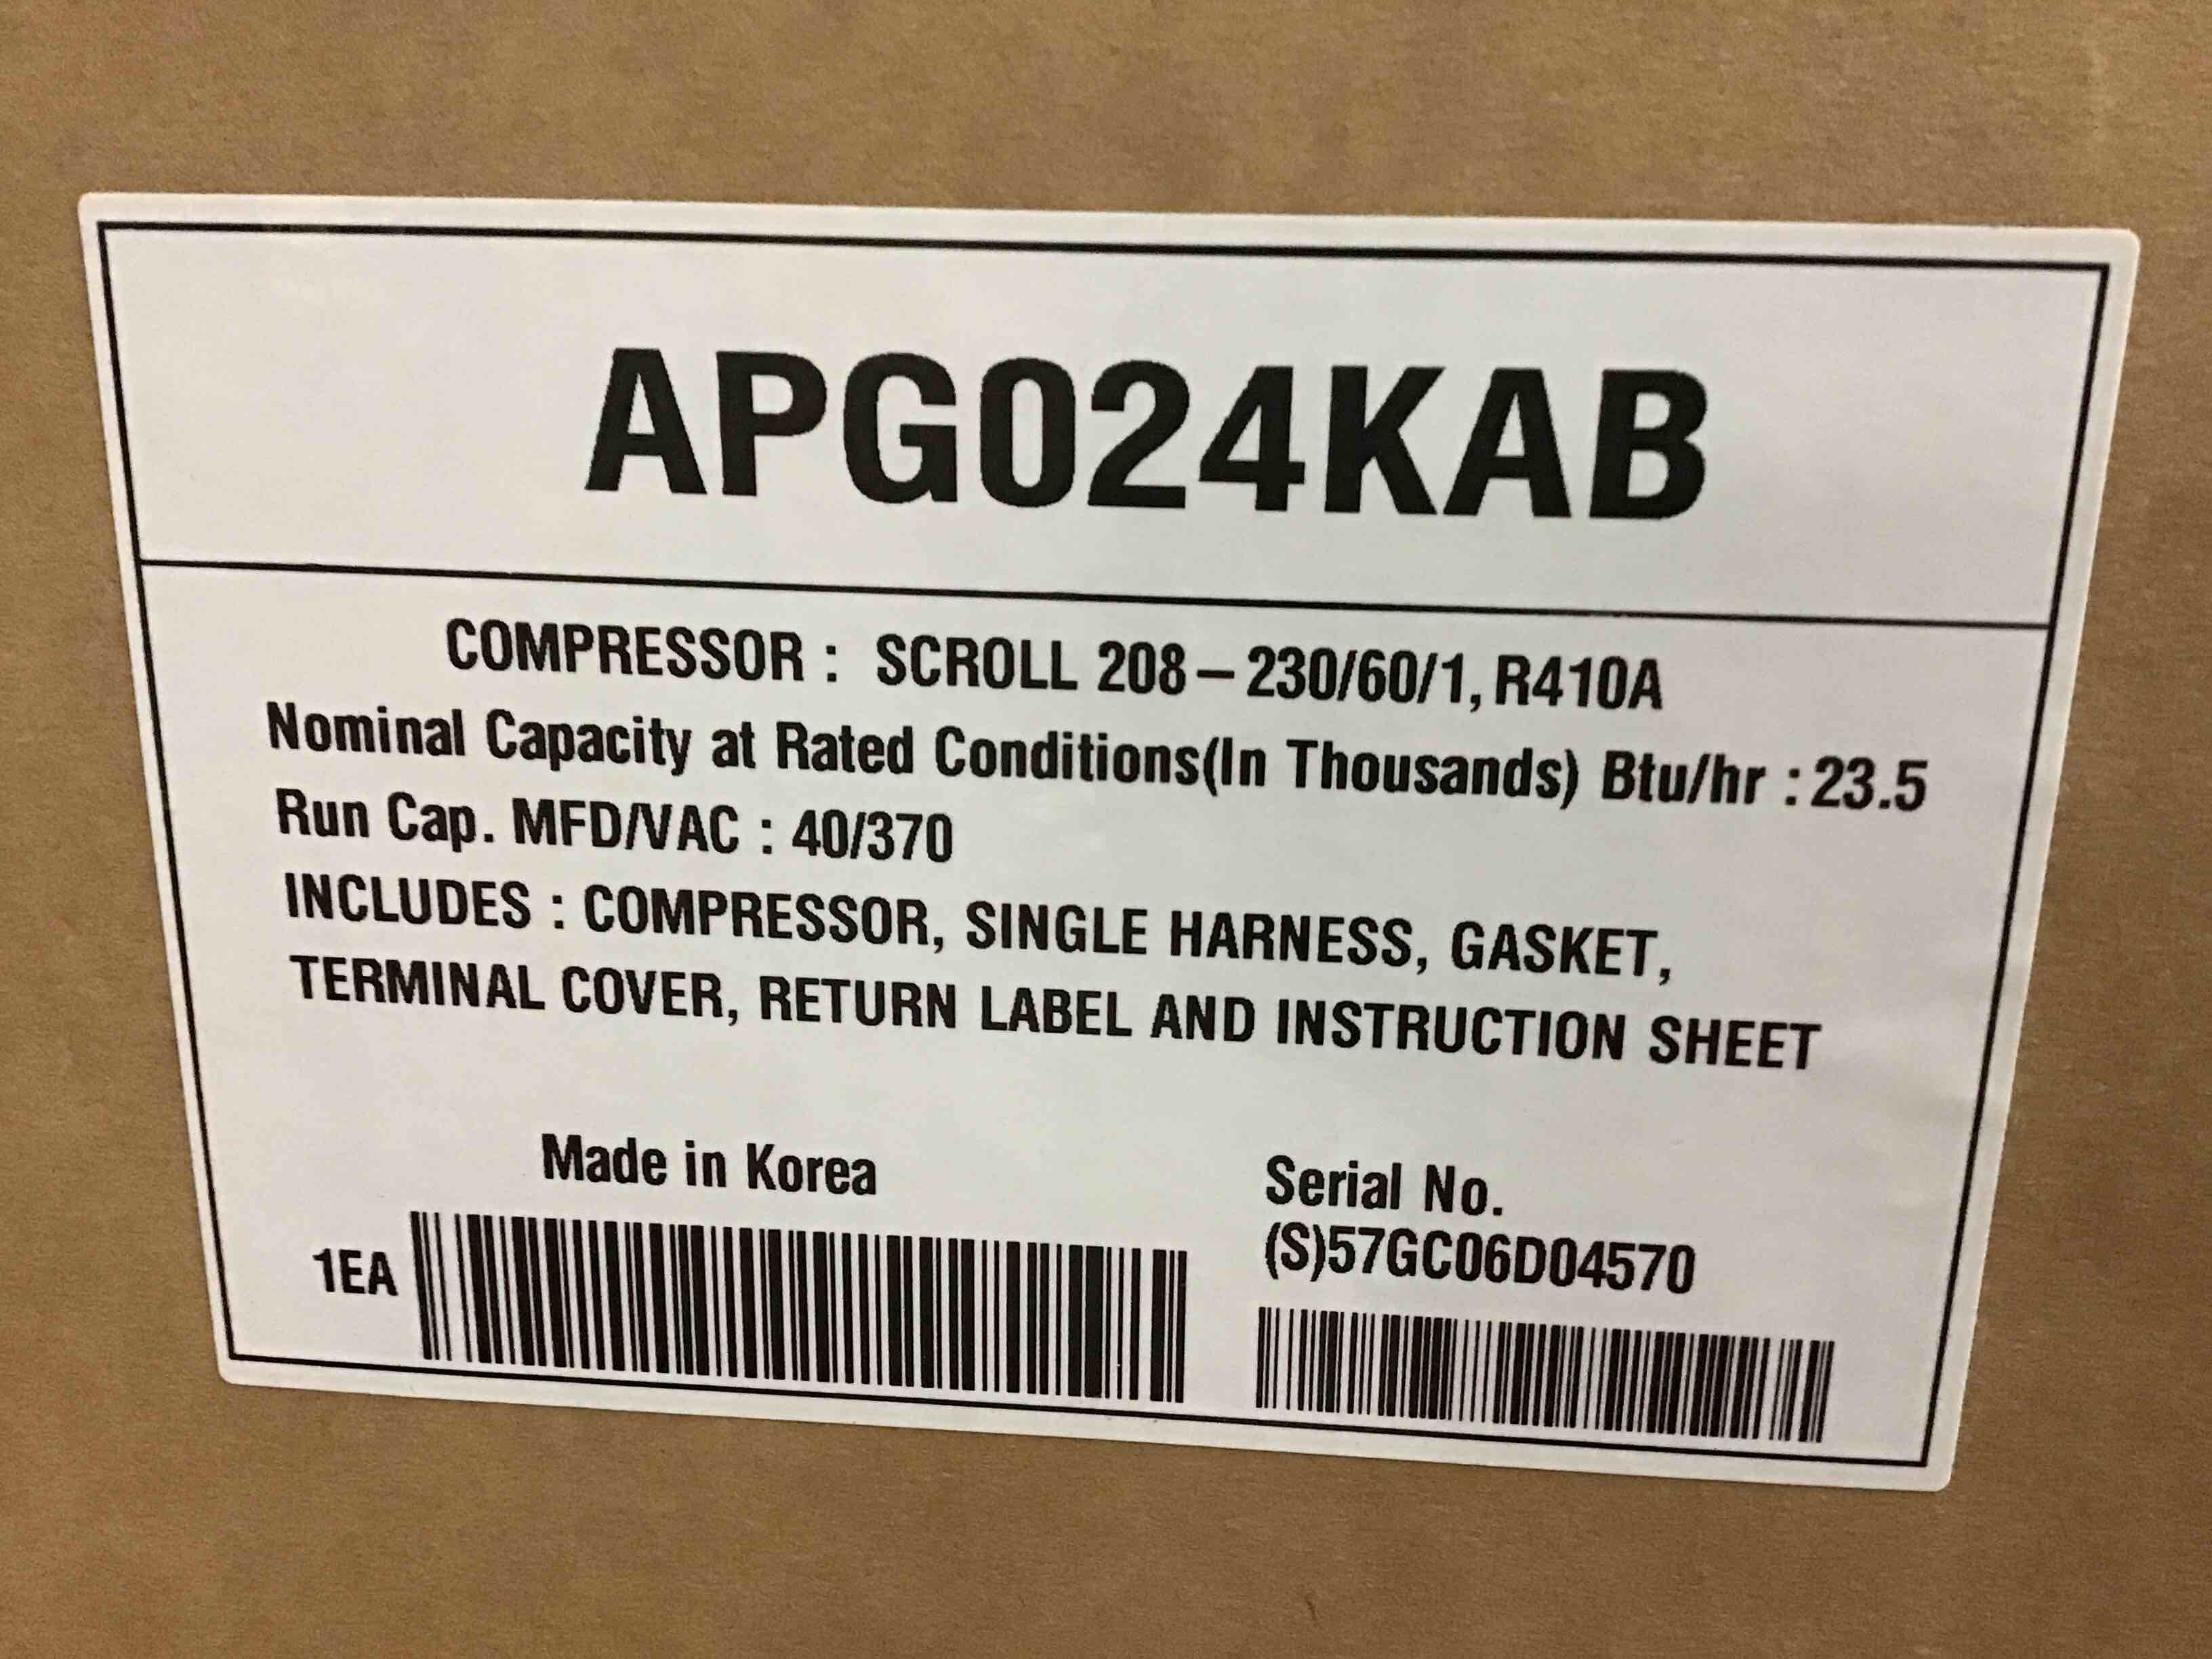 APG024KAB
COMPRESSOR : SCROLL 208–230/60/1, R410A
Nominal Capacity at Rated Conditions(In Thousands) Btu/hr : 23.5
Run Cap. MFD/VAC : 40/370
INCLUDES : COMPRESSOR, SINGLE HARNESS, GASKET,
TERMINAL COVER, RETURN LABEL AND INSTRUCTION SHEET
Made in Korea
1EA
Serial No.
(S)57GC06D04570